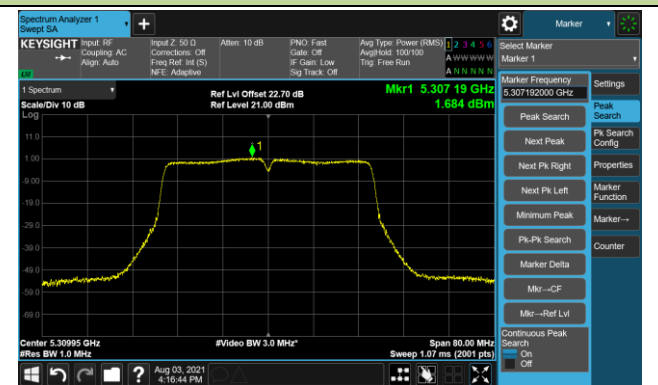 Spectrum Analyzer 1
Swept SA
Marker
KEYSIGHT
Input: RF
Coupling: AC
Align: Auto
Input Z: 50 Ω
Corrections: Off
Freq Ref: Int (S)
NFE: Adaptive
Atten: 10 dB
PNO: Fast
Gate: Off
IF Gain: Low
Sig Track: Off
Avg Type: Power (RMS)
Avg|Hold: 100/100
Trig: Free Run
1 2 3 4 5 6
A W W W W W
A N N N N N
Select Marker
Marker 1
1 Spectrum
Scale/Div 10 dB
Log
Ref Lvl Offset 22.70 dB
Ref Level 21.00 dBm
Mkr1 5.307 19 GHz
1.684 dBm
11.0
1.00
-9.00
-19.0
-29.0
-39.0
-49.0
-59.0
-69.0
1
Center 5.30995 GHz
#Res BW 1.0 MHz
#Video BW 3.0 MHz*
Span 80.00 MHz
Sweep 1.07 ms (2001 pts)
Marker Frequency
5.307192000 GHz
Peak Search
Next Peak
Next Pk Right
Next Pk Left
Minimum Peak
Pk-Pk Search
Marker Delta
Mkr→CF
Mkr→Ref Lvl
Continuous Peak
Search
On
Off
Settings
Peak
Search
Pk Search
Config
Properties
Marker
Function
Marker→
Counter
?
Aug 03, 2021
4:16:44 PM